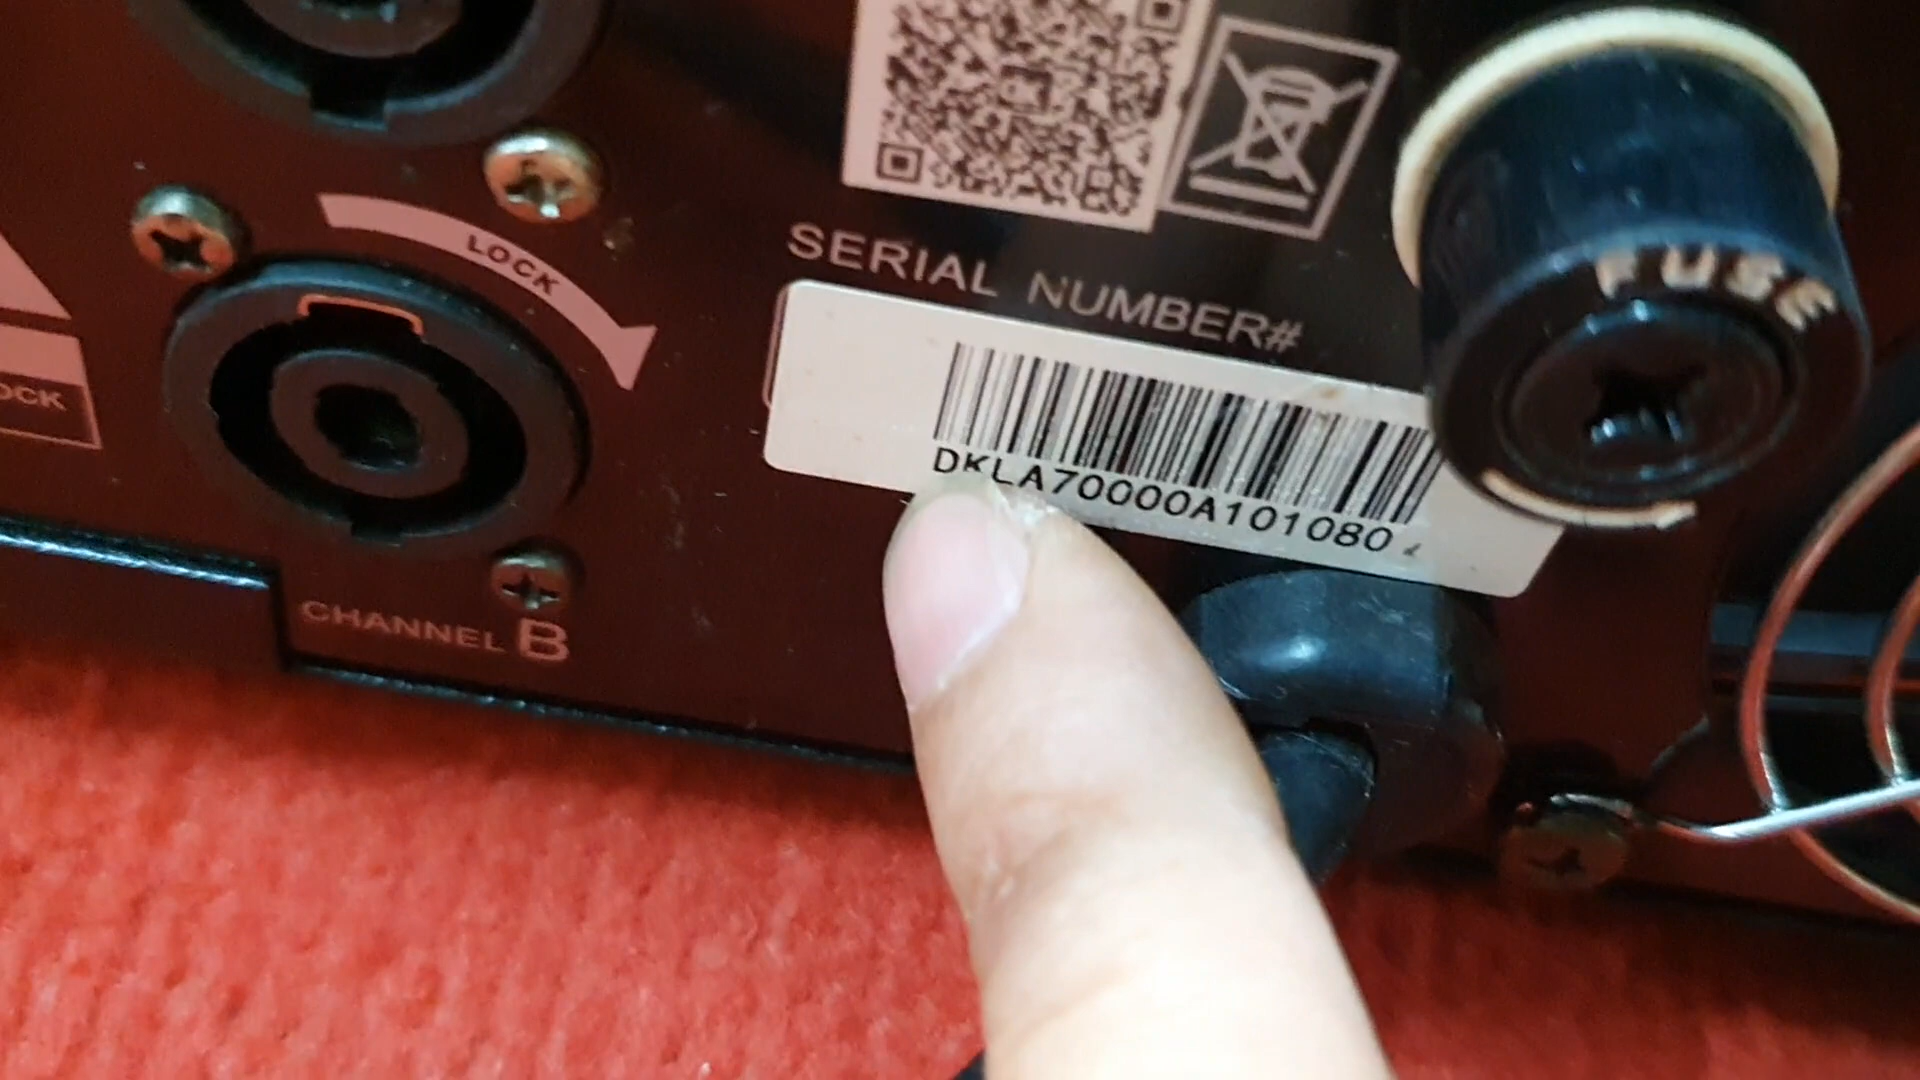 LOCK
SERIAL NUMBER#
FUSE
OCK
DKLA70000A101080
CHANNEL B